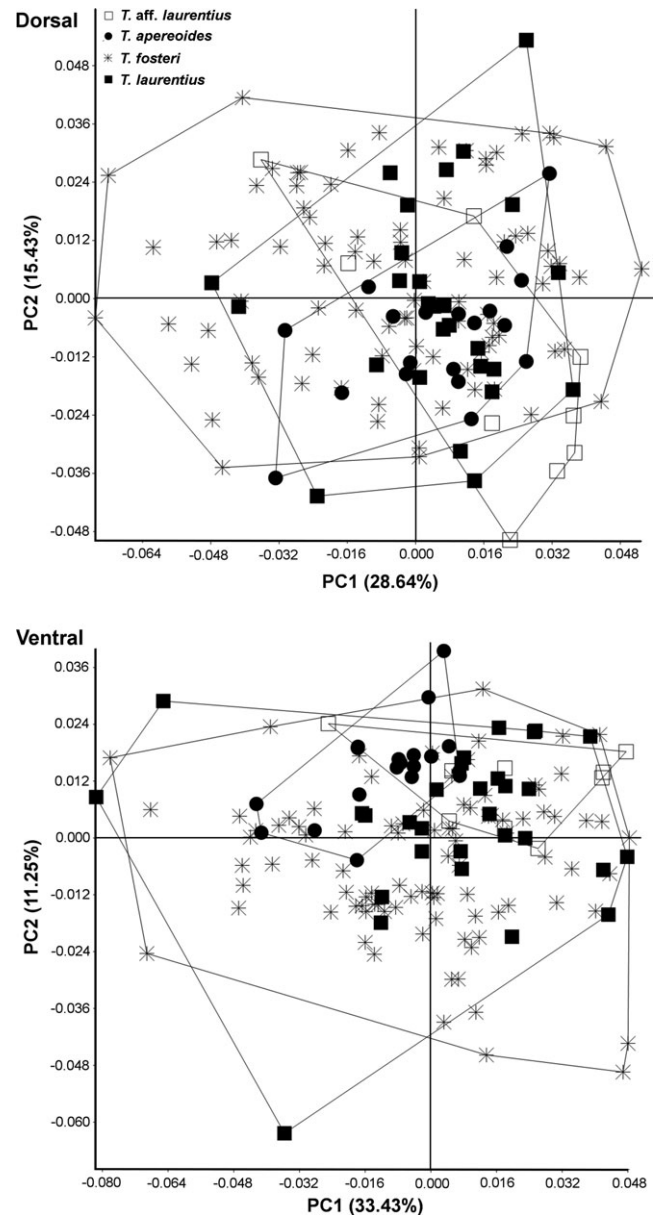 Dorsal
T. aff. laurentius
T. apereoides
T. fosteri
T. laurentius
PC2 (15.43%)
0.048
0.036
0.024
0.012
0.000
-0.012
-0.024
-0.036
-0.048
-0.064 -0.048 -0.032 -0.016 0.000 0.016 0.032 0.048
PC1 (28.64%)
Ventral
PC2 (11.25%)
0.036
0.024
0.012
0.000
-0.012
-0.024
-0.036
-0.048
-0.060
-0.080 -0.064 -0.048 -0.032 -0.016 0.000 0.016 0.032 0.048
PC1 (33.43%)